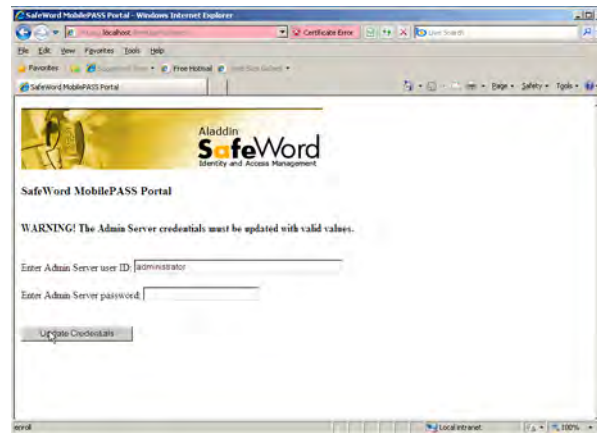 SafeWord MobilePASS Portal - Windows Internet Explorer
localhost
Certificate Error
Live Search
File Edit View Favorites Tools Help
Favorites Free Hotmail
SafeWord MobilePASS Portal
Page Safety Tools
Aladdin
SafeWord
Identity and Access Management
SafeWord MobilePASS Portal
WARNING! The Admin Server credentials must be updated with valid values.
Enter Admin Server user ID: administrator
Enter Admin Server password:
Update Credentials
enroll
Local intranet 100%